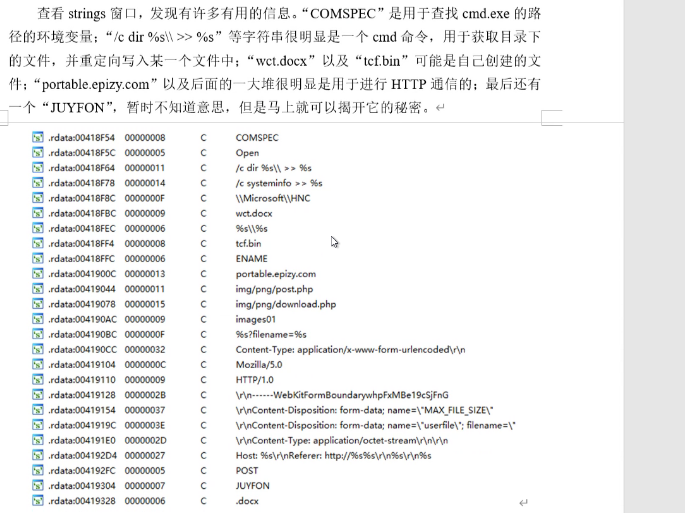 查看 strings 窗口，发现有许多有用的信息。“COMSPEC”是用于查找 cmd.exe 的路
径的环境变量；“/c dir %s\\ >> %s”等字符串很明显是一个 cmd 命令，用于获取目录下
的文件，并重定向写入某一个文件中；“wct.docx”以及“tcf.bin”可能是自己创建的文
件；“portable.epizy.com”以及后面的一大堆很明显是用于进行 HTTP 通信的；最后还有
一个“JUYFON”，暂时不知道意思，但是马上就可以揭开它的秘密。
.rdata:00418F54 00000008 C COMSPEC
.rdata:00418F5C 00000005 C Open
.rdata:00418F64 00000011 C /c dir %s\\ >> %s
.rdata:00418F78 00000014 C /c systeminfo >> %s
.rdata:00418F8C 0000000F C \\Microsoft\\HNC
.rdata:00418FBC 00000009 C wct.docx
.rdata:00418FEC 00000006 C %s\\%s
.rdata:00418FF4 00000008 C tcf.bin
.rdata:00418FFC 00000006 C ENAME
.rdata:0041900C 00000013 C portable.epizy.com
.rdata:00419044 00000011 C img/png/post.php
.rdata:00419078 00000015 C img/png/download.php
.rdata:004190AC 00000009 C images01
.rdata:004190BC 0000000F C %s?filename=%s
.rdata:004190CC 00000032 C Content-Type: application/x-www-form-urlencoded\r\n
.rdata:00419104 0000000C C Mozilla/5.0
.rdata:00419110 00000009 C HTTP/1.0
.rdata:00419128 0000002B C \r\n------WebKitFormBoundarywhpFxMBe19cSjFnG
.rdata:00419154 00000037 C \r\nContent-Disposition: form-data; name=\"MAX_FILE_SIZE\"
.rdata:0041919C 0000003E C \r\nContent-Disposition: form-data; name=\"userfile\"; filename=\"
.rdata:004191E0 0000002D C \r\nContent-Type: application/octet-stream\r\n\r\n
.rdata:004192D4 00000027 C Host: %s\r\nReferer: http://%s%s\r\n%s\r\n%s
.rdata:004192FC 00000005 C POST
.rdata:00419304 00000007 C JUYFON
.rdata:00419328 00000006 C .docx